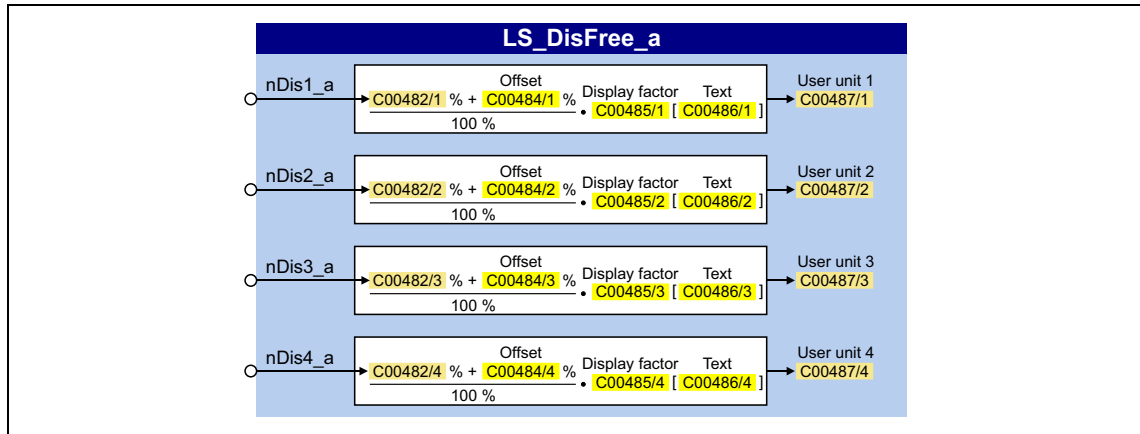 LS_DisFree_a
nDis1_a
Offset
User unit 1
C00482/1 % + C00484/1 % Display factor Text
100 % • C00485/1 [ C00486/1 ]
C00487/1
nDis2_a
Offset
User unit 2
C00482/2 % + C00484/2 % Display factor Text
100 % • C00485/2 [ C00486/2 ]
C00487/2
nDis3_a
Offset
User unit 3
C00482/3 % + C00484/3 % Display factor Text
100 % • C00485/3 [ C00486/3 ]
C00487/3
nDis4_a
Offset
User unit 4
C00482/4 % + C00484/4 % Display factor Text
100 % • C00485/4 [ C00486/4 ]
C00487/4